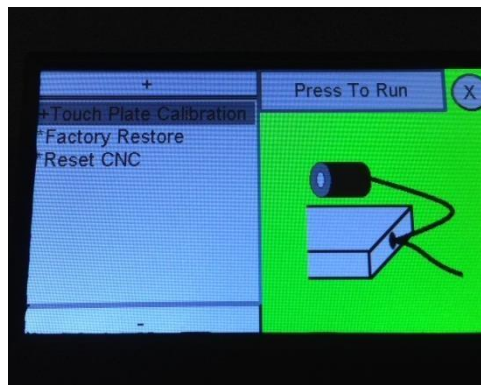 +
+Touch Plate Calibration
*Factory Restore
*Reset CNC
-
Press To Run
X